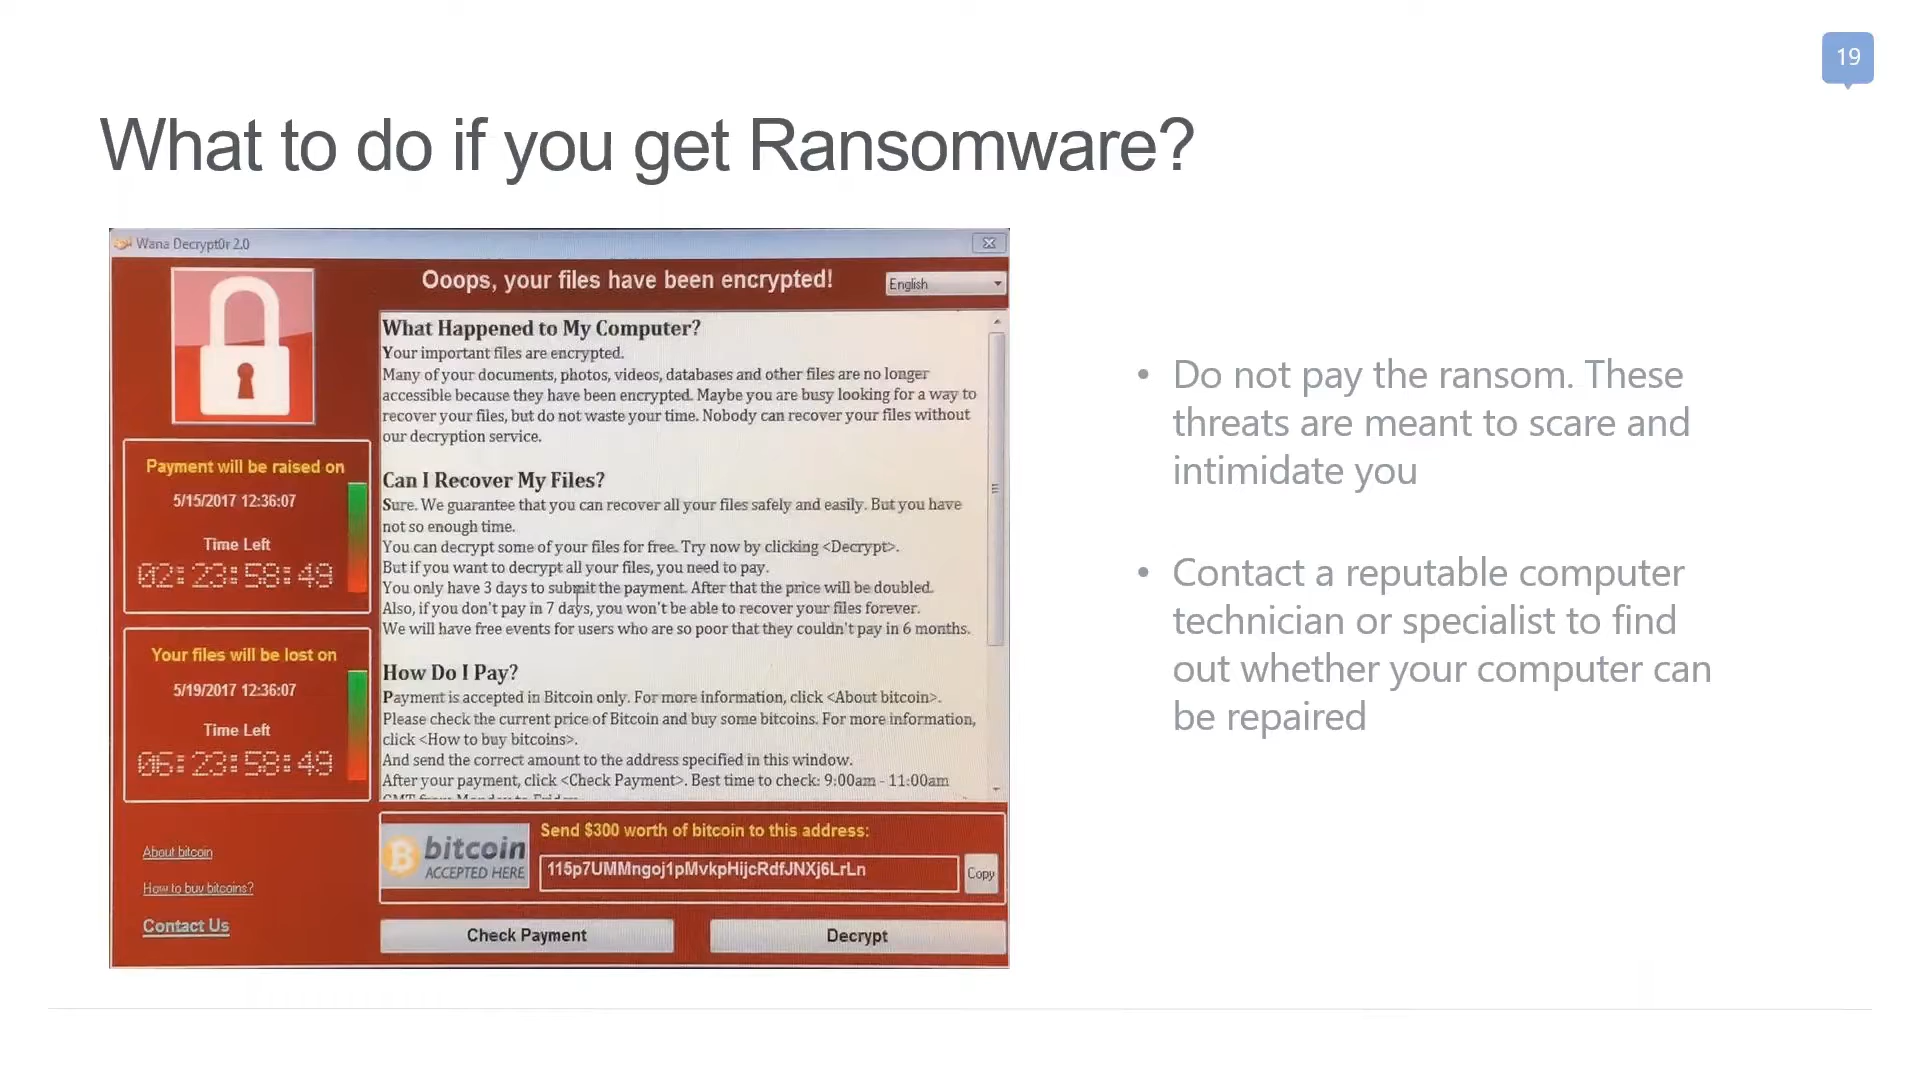 19
What to do if you get Ransomware?
Wana Decrypt0r 2.0
Ooops, your files have been encrypted!
English
What Happened to My Computer?
Your important files are encrypted.
Many of your documents, photos, videos, databases and other files are no longer
accessible because they have been encrypted. Maybe you are busy looking for a way to
recover your files, but do not waste your time. Nobody can recover your files without
our decryption service.
Can I Recover My Files?
Sure. We guarantee that you can recover all your files safely and easily. But you have
not so enough time.
You can decrypt some of your files for free. Try now by clicking <Decrypt>.
But if you want to decrypt all your files, you need to pay.
You only have 3 days to submit the payment. After that the price will be doubled.
Also, if you don't pay in 7 days, you won't be able to recover your files forever.
We will have free events for users who are so poor that they couldn't pay in 6 months.
How Do I Pay?
Payment is accepted in Bitcoin only. For more information, click <About bitcoin>.
Please check the current price of Bitcoin and buy some bitcoins. For more information,
click <How to buy bitcoins>.
And send the correct amount to the address specified in this window.
After your payment, click <Check Payment>. Best time to check: 9:00am - 11:00am
GMT from Monday to Friday
Payment will be raised on
5/15/2017 12:36:07
Time Left
02:23:58:49
Your files will be lost on
5/19/2017 12:36:07
Time Left
06:23:58:49
About bitcoin
How to buy bitcoins?
Contact Us
bitcoin
ACCEPTED HERE
Send $300 worth of bitcoin to this address:
115p7UMMngoj1pMvkpHijcRdfJNXj6LrLn
Copy
Check Payment
Decrypt
• Do not pay the ransom. These
threats are meant to scare and
intimidate you
• Contact a reputable computer
technician or specialist to find
out whether your computer can
be repaired